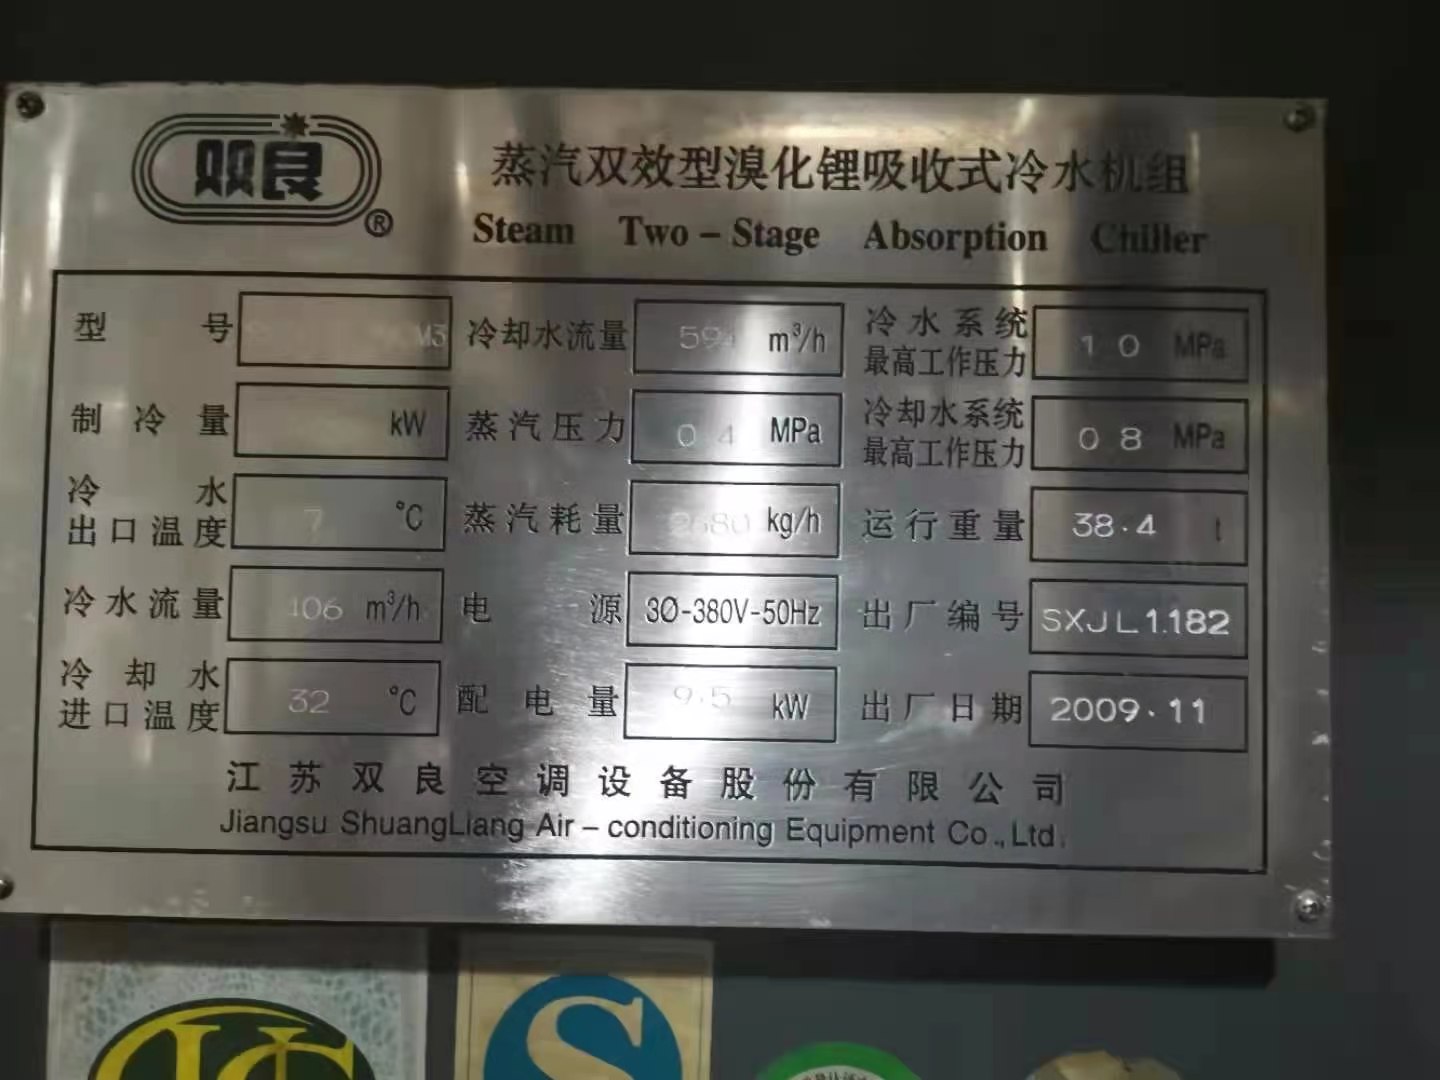 双良®
蒸汽双效型溴化锂吸收式冷水机组
Steam Two-Stage Absorption Chiller
型号 冷却水流量 m³/h 冷水系统最高工作压力 1 0 MPa
制冷量 kW 蒸汽压力 0 4 MPa 冷却水系统最高工作压力 0 8 MPa
冷水出口温度 7 °C 蒸汽耗量 kg/h 运行重量 38.4 t
冷水流量 406 m³/h 电源 3Ø-380V-50Hz 出厂编号 SXJL1.182
冷却水进口温度 32 °C 配电量 9.5 kW 出厂日期 2009.11
江苏双良空调设备股份有限公司
Jiangsu ShuangLiang Air-conditioning Equipment Co.,Ltd.